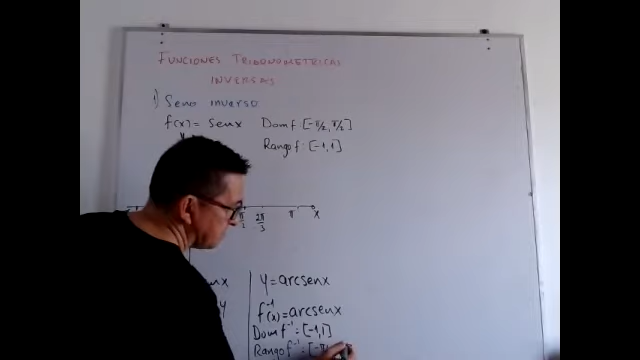 FUNCIONES TRIGONOMETRICAS
INVERSAS
1) Seno inverso
f(x) = senx Dom f [-π/2, π/2]
Rango f : [-1,1]
π/2 2π/3 π X
y = arcsenx
f⁻¹(x) = arcsenx
Dom f⁻¹ : [-1,1]
Rango f⁻¹ : [-π/